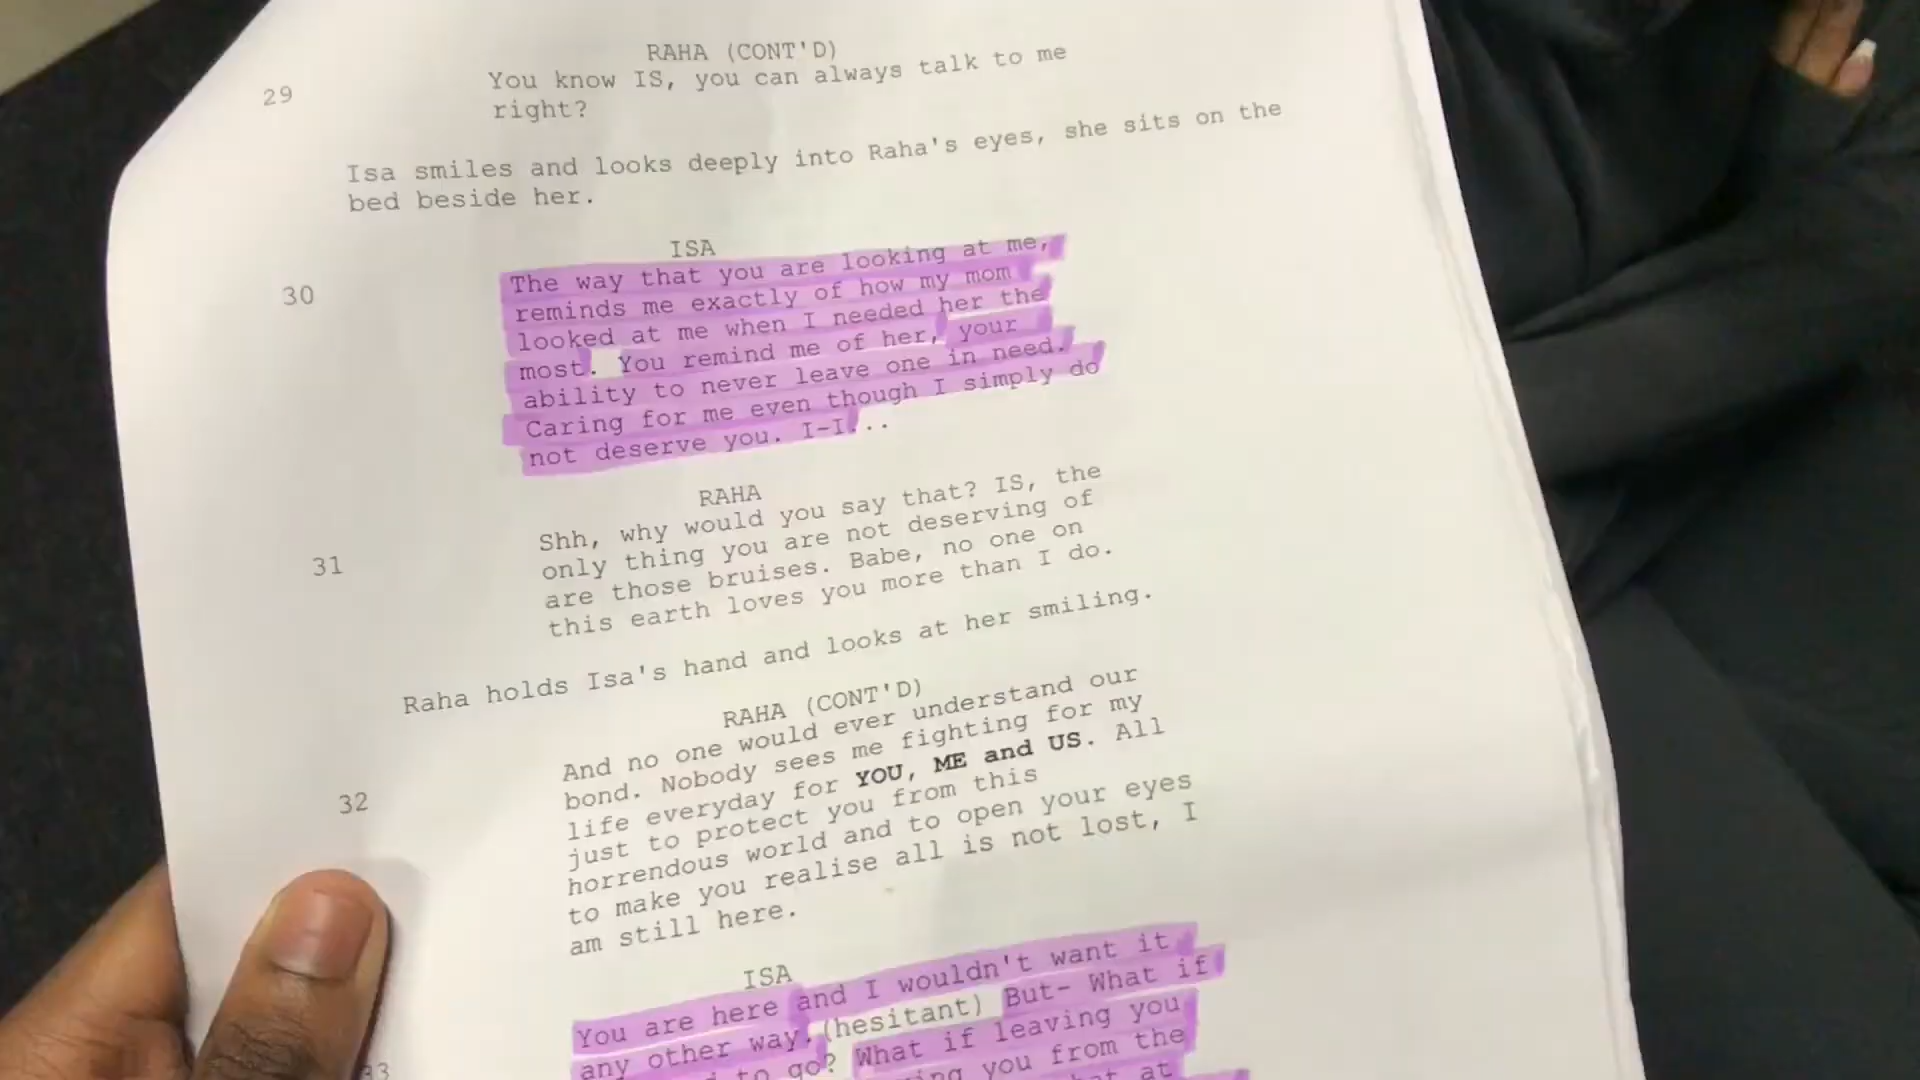 RAHA (CONT'D)
29 You know IS, you can always talk to me
right?
Isa smiles and looks deeply into Raha's eyes, she sits on the
bed beside her.
ISA
30 The way that you are looking at me,
reminds me exactly of how my mom
looked at me when I needed her the
most. You remind me of her, your
ability to never leave one in need.
Caring for me even though I simply do
not deserve you. I-I...
RAHA
31 Shh, why would you say that? IS, the
only thing you are not deserving of
are those bruises. Babe, no one on
this earth loves you more than I do.
Raha holds Isa's hand and looks at her smiling.
RAHA (CONT'D)
32 And no one would ever understand our
bond. Nobody sees me fighting for my
life everyday for YOU, ME and US. All
just to protect you from this
horrendous world and to open your eyes
to make you realise all is not lost, I
am still here.
ISA
You are here and I wouldn't want it
any other way. (hesitant) But- What if
to go? What if leaving you
you from the
at